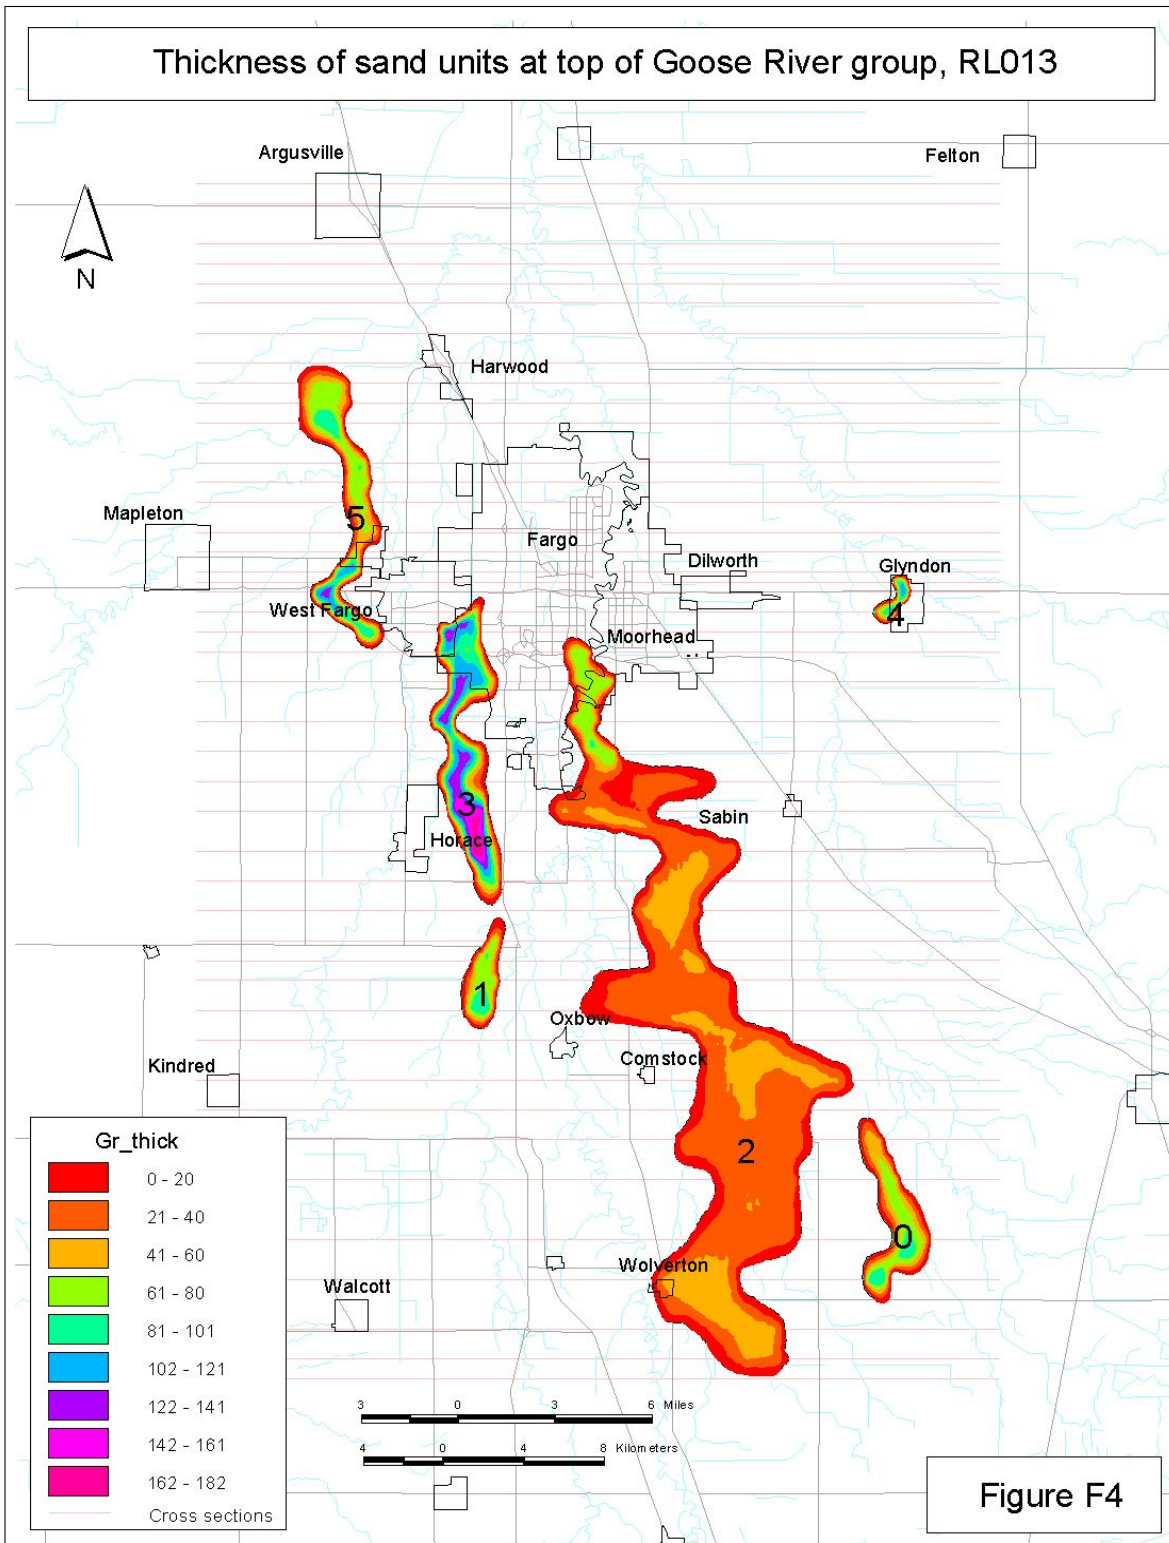 Thickness of sand units at top of Goose River group, RL013
Argusville
Felton
N
Harwood
5
Mapleton
Fargo
Dilworth
Glyndon
West Fargo
4
Moorhead
3
Sabin
Horace
1
Oxbow
Comstock
Kindred
2
0
Wolverton
Walcott
Gr_thick
0 - 20
21 - 40
41 - 60
61 - 80
81 - 101
102 - 121
122 - 141
142 - 161
162 - 182
Cross sections
3 0 3 6 Miles
4 0 4 8 Kilometers
Figure F4